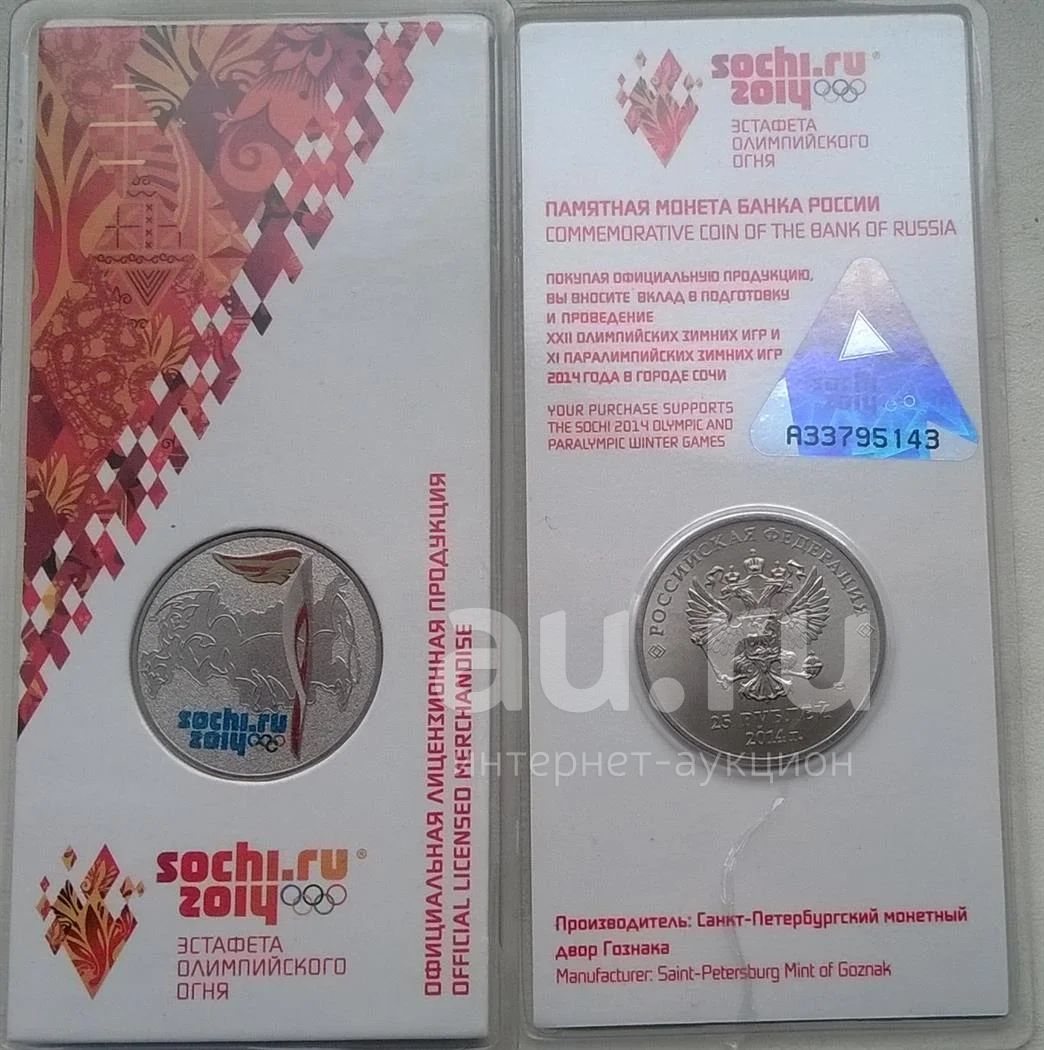 sochi.ru
2014
sochi.ru®
2014
ЭСТАФЕТА
ОЛИМПИЙСКОГО
ОГНЯ
ОФИЦИАЛЬНАЯ ЛИЦЕНЗИОННАЯ ПРОДУКЦИЯ
OFFICIAL LICENSED MERCHANDISE
sochi.ru®
2014
ЭСТАФЕТА
ОЛИМПИЙСКОГО
ОГНЯ
ПАМЯТНАЯ МОНЕТА БАНКА РОССИИ
COMMEMORATIVE COIN OF THE BANK OF RUSSIA
ПОКУПАЯ ОФИЦИАЛЬНУЮ ПРОДУКЦИЮ,
ВЫ ВНОСИТЕ ВКЛАД В ПОДГОТОВКУ
И ПРОВЕДЕНИЕ
XXII ОЛИМПИЙСКИХ ЗИМНИХ ИГР И
XI ПАРАЛИМПИЙСКИХ ЗИМНИХ ИГР
2014 ГОДА В ГОРОДЕ СОЧИ
YOUR PURCHASE SUPPORTS
THE SOCHI 2014 OLYMPIC AND
PARALYMPIC WINTER GAMES
sochi
2014
A33795143
РОССИЙСКАЯ ФЕДЕРАЦИЯ
25 РУБЛЕЙ
2014 г.
au.ru
интернет-аукцион
Производитель: Санкт-Петербургский монетный
двор Гознака
Manufacturer: Saint-Petersburg Mint of Goznak